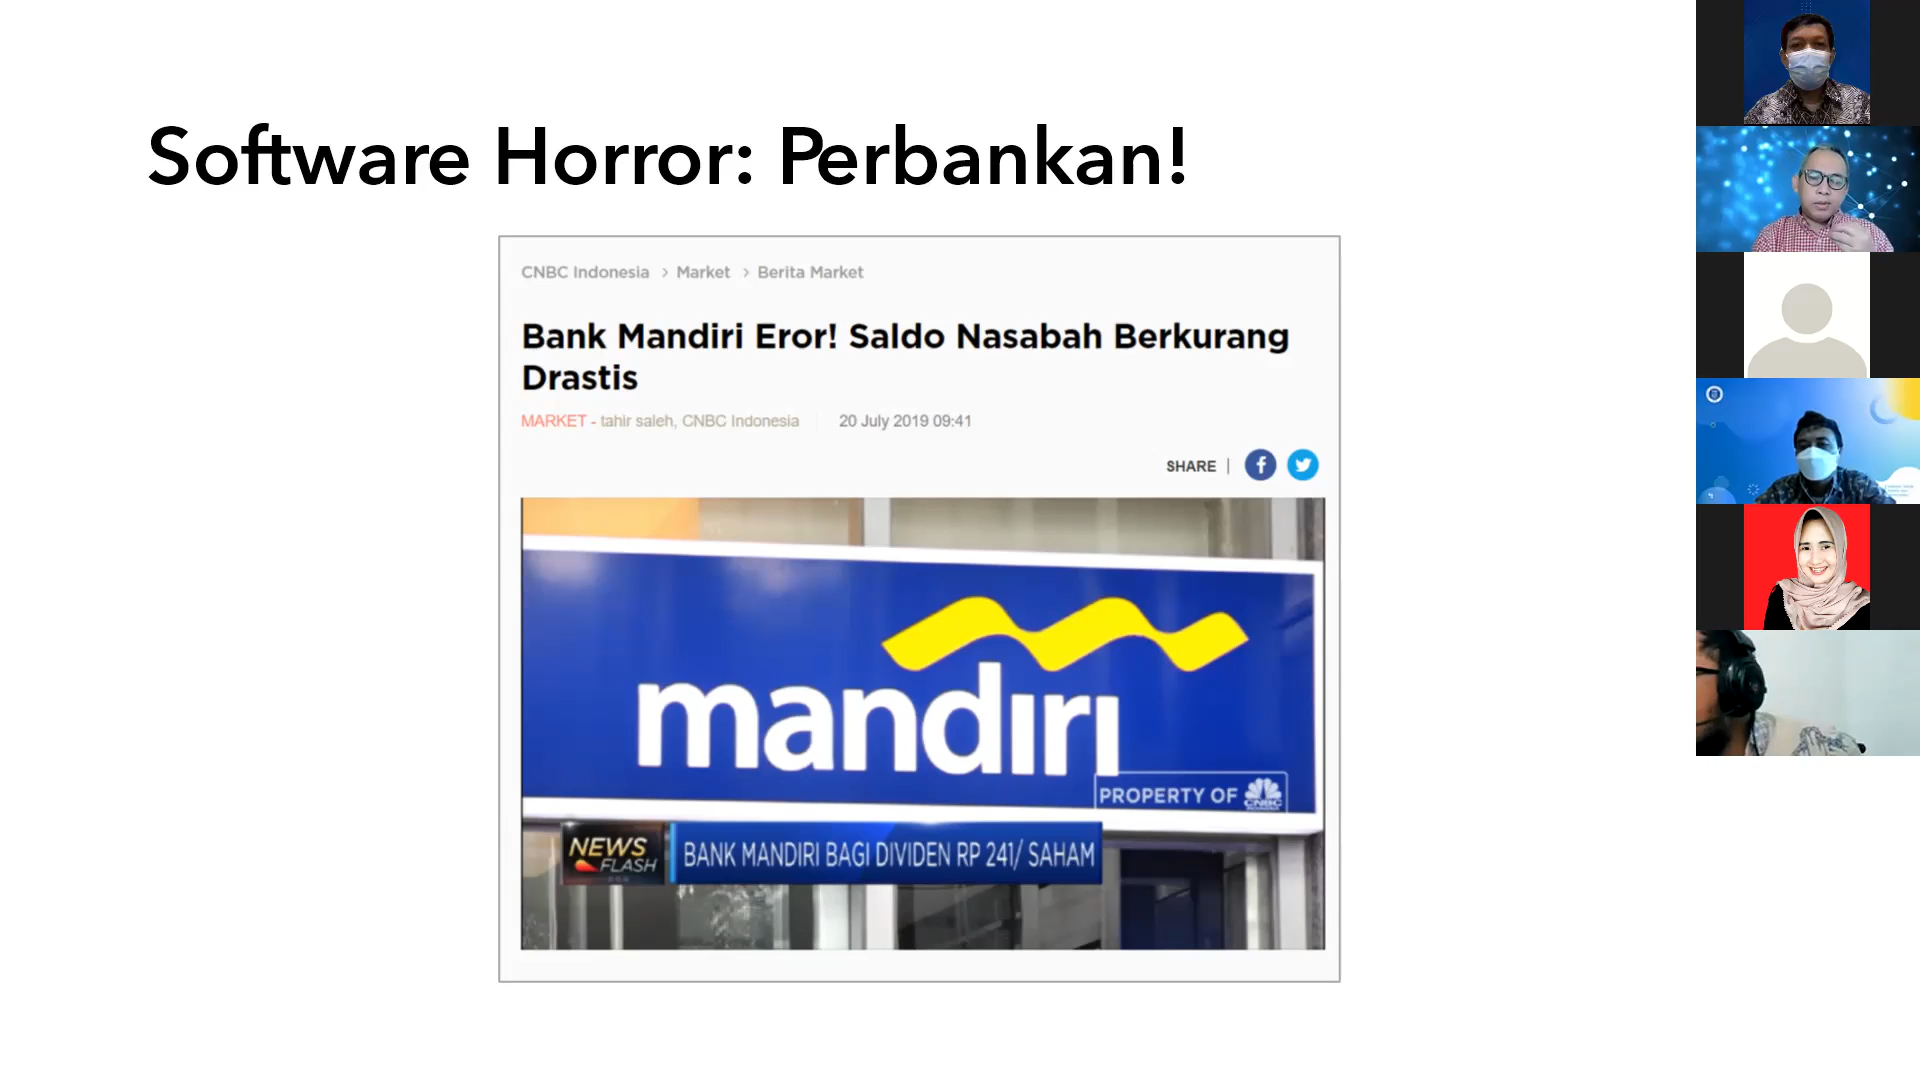 Software Horror: Perbankan!
CNBC Indonesia > Market > Berita Market
Bank Mandiri Eror! Saldo Nasabah Berkurang
Drastis
MARKET - tahir saleh, CNBC Indonesia 20 July 2019 09:41
SHARE |
mandiri
PROPERTY OF CNBC
NEWS
FLASH
BANK MANDIRI BAGI DIVIDEN RP 241/ SAHAM